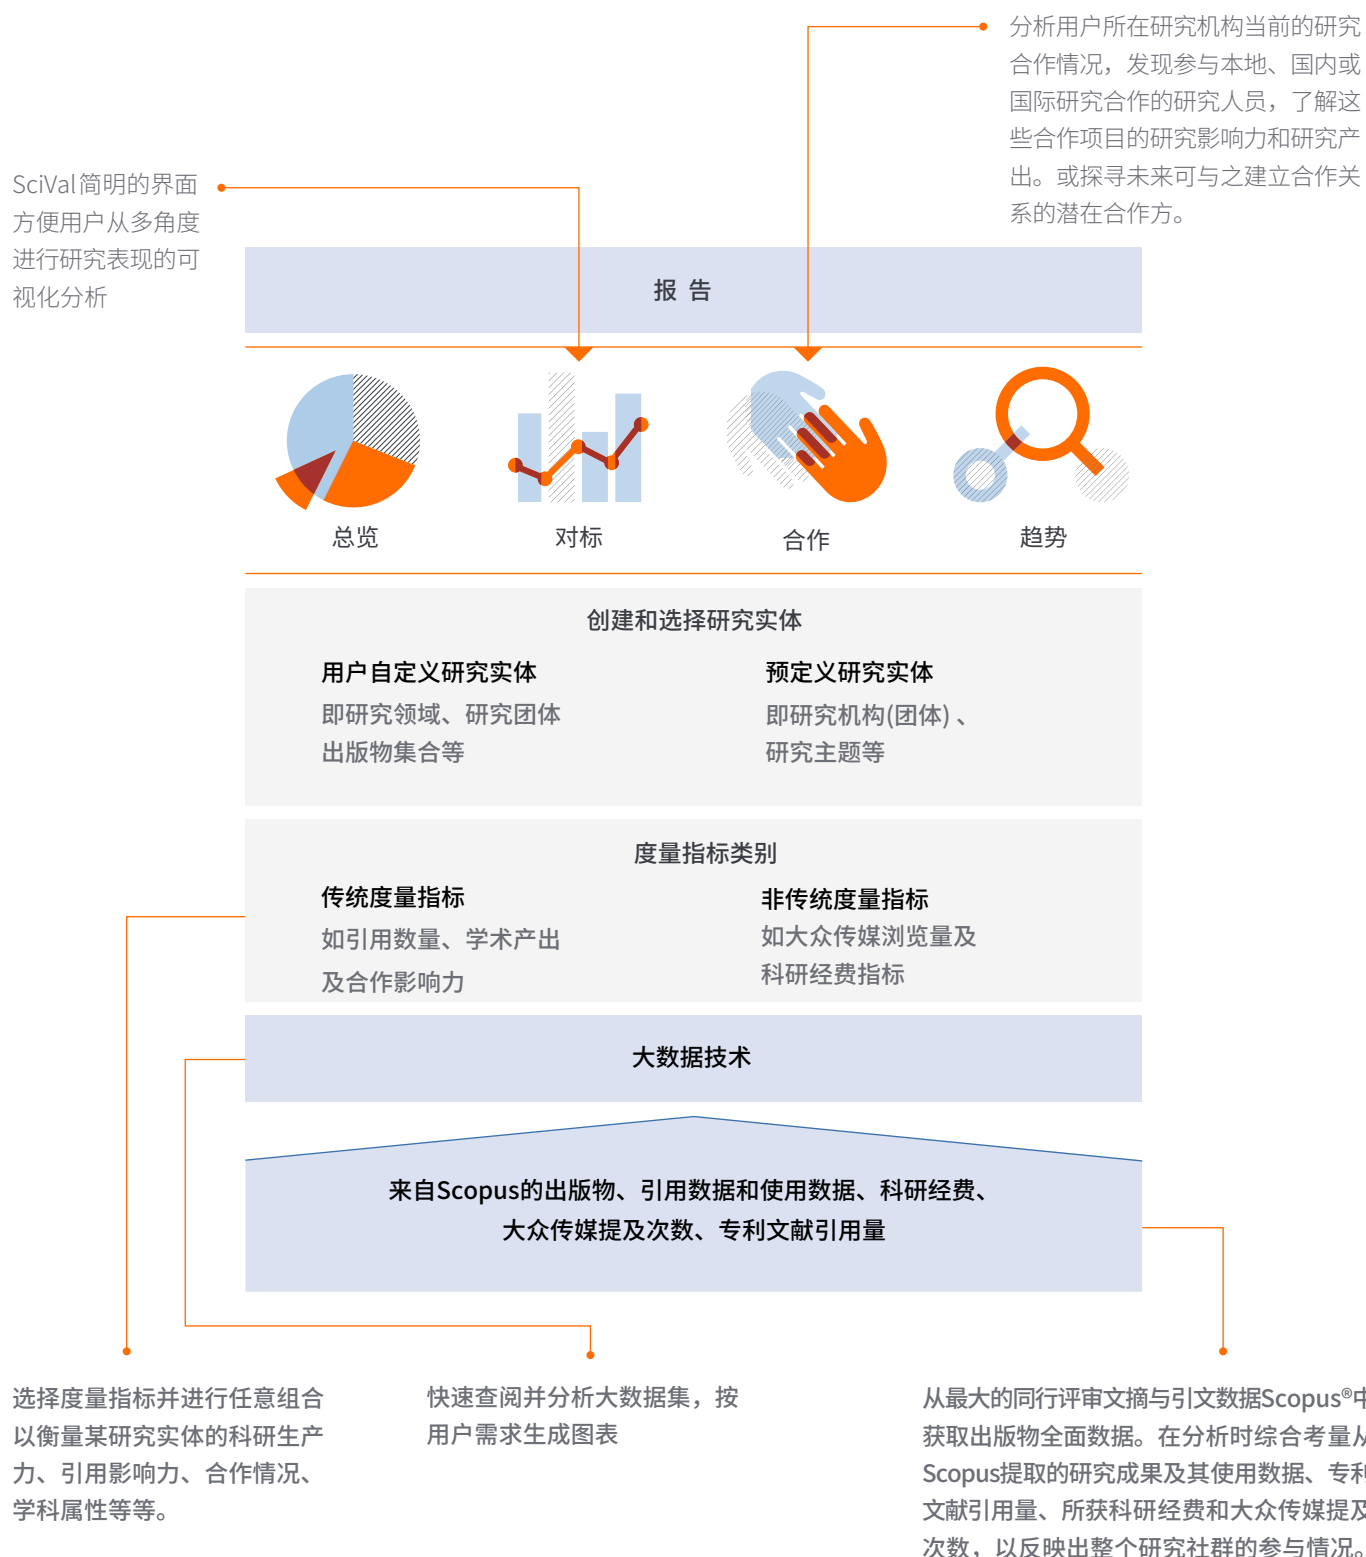 分析用户所在研究机构当前的研究
合作情况，发现参与本地、国内或
国际研究合作的研究人员，了解这
些合作项目的研究影响力和研究产
出。或探寻未来可与之建立合作关
系的潜在合作方。
SciVal简明的界面
方便用户从多角度
进行研究表现的可
视化分析
报 告
总览
对标
合作
趋势
创建和选择研究实体
用户自定义研究实体
即研究领域、研究团体
出版物集合等
预定义研究实体
即研究机构(团体) 、
研究主题等
度量指标类别
传统度量指标
如引用数量、学术产出
及合作影响力
非传统度量指标
如大众传媒浏览量及
科研经费指标
大数据技术
来自Scopus的出版物、引用数据和使用数据、科研经费、
大众传媒提及次数、专利文献引用量
选择度量指标并进行任意组合
以衡量某研究实体的科研生产
力、引用影响力、合作情况、
学科属性等等。
快速查阅并分析大数据集，按
用户需求生成图表
从最大的同行评审文摘与引文数据Scopus®中
获取出版物全面数据。在分析时综合考量从
Scopus提取的研究成果及其使用数据、专利
文献引用量、所获科研经费和大众传媒提及
次数，以反映出整个研究社群的参与情况。